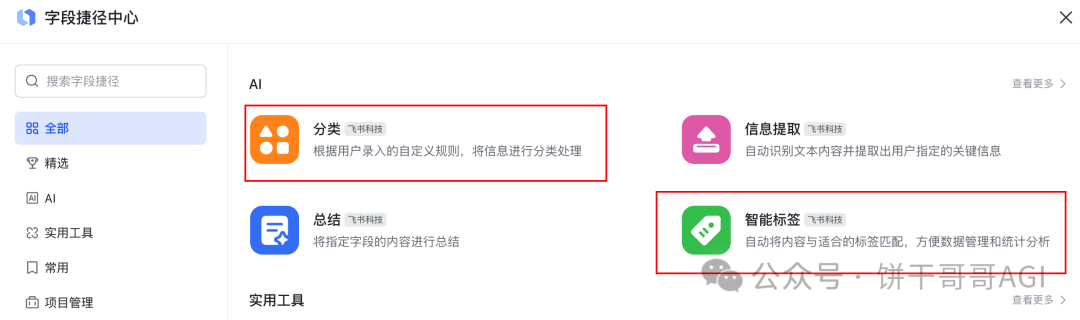 字段捷径中心
搜索字段捷径
全部
精选
AI
实用工具
常用
项目管理
AI
查看更多
分类 飞书科技
根据用户录入的自定义规则，将信息进行分类处理
信息提取 飞书科技
自动识别文本内容并提取出用户指定的关键信息
总结 飞书科技
将指定字段的内容进行总结
智能标签 飞书科技
自动将内容与适合的标签匹配，方便数据管理和统计分析
公众号 · 饼干哥哥AGI
实用工具
查看更多